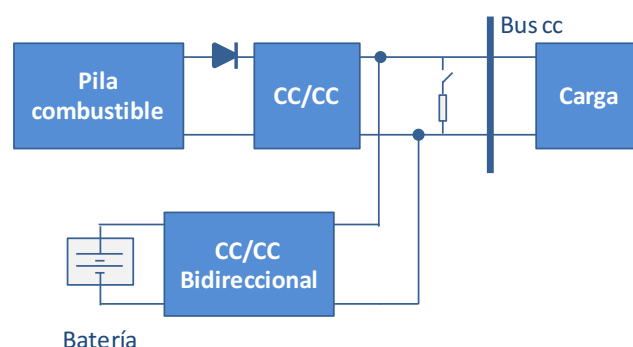 Bus cc
Pila
combustible
CC/CC
Carga
CC/CC
Bidireccional
Batería